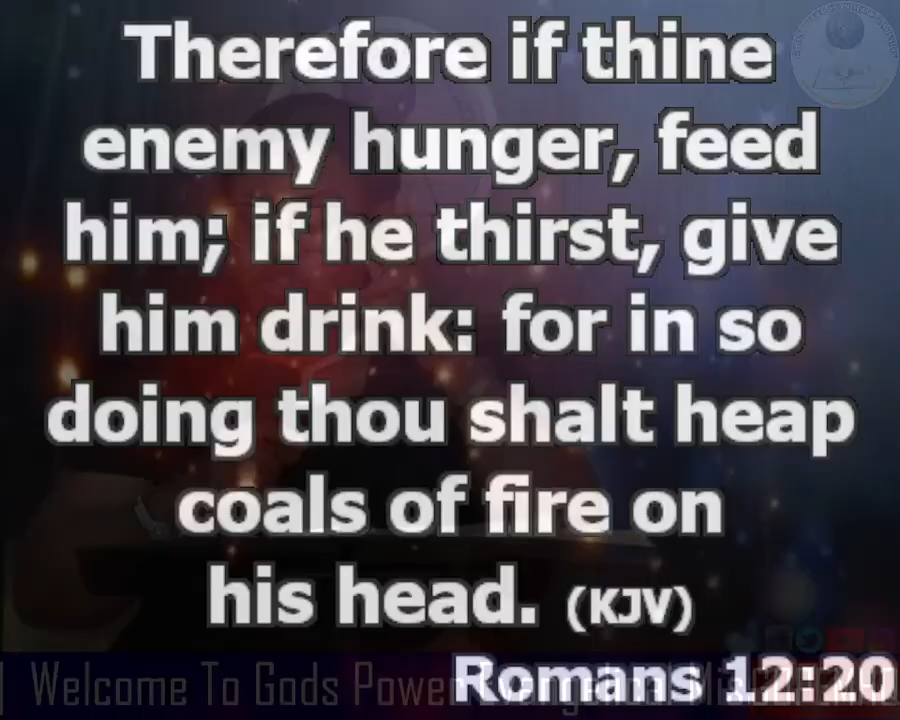 Therefore if thine
enemy hunger, feed
him; if he thirst, give
him drink: for in so
doing thou shalt heap
coals of fire on
his head. (KJV)
Romans 12:20
Welcome To Gods Power